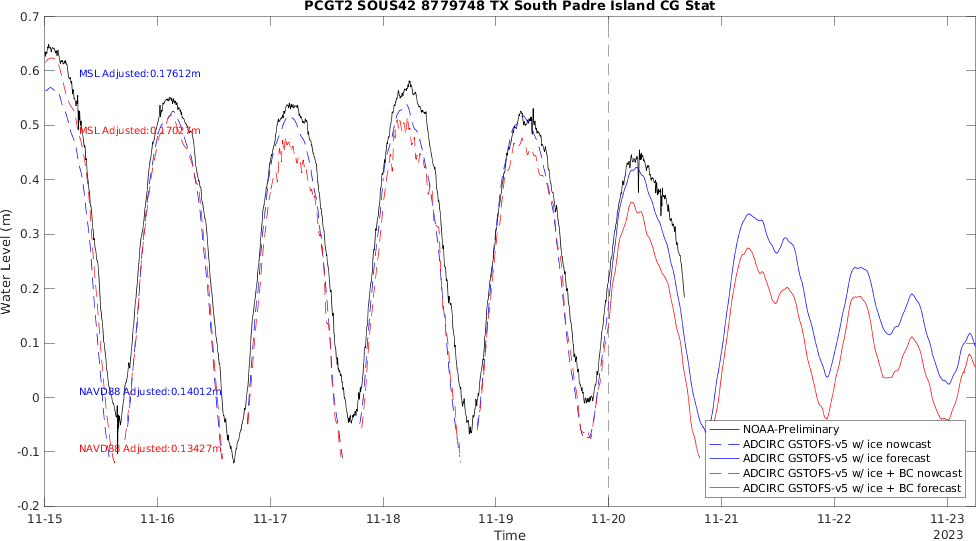 PCGT2 SOUS42 8779748 TX South Padre Island CG Stat
0.7
0.6
0.5
0.4
0.3
0.2
0.1
0
-0.1
-0.2
Water Level (m)
MSL Adjusted:0.17612m
MSL Adjusted:0.17027m
NAVD88 Adjusted:0.14012m
NAVD88 Adjusted:0.13427m
NOAA-Preliminary
ADCIRC GSTOFS-v5 w/ ice nowcast
ADCIRC GSTOFS-v5 w/ ice forecast
ADCIRC GSTOFS-v5 w/ ice + BC nowcast
ADCIRC GSTOFS-v5 w/ ice + BC forecast
11-15 11-16 11-17 11-18 11-19 11-20 11-21 11-22 11-23
Time
2023